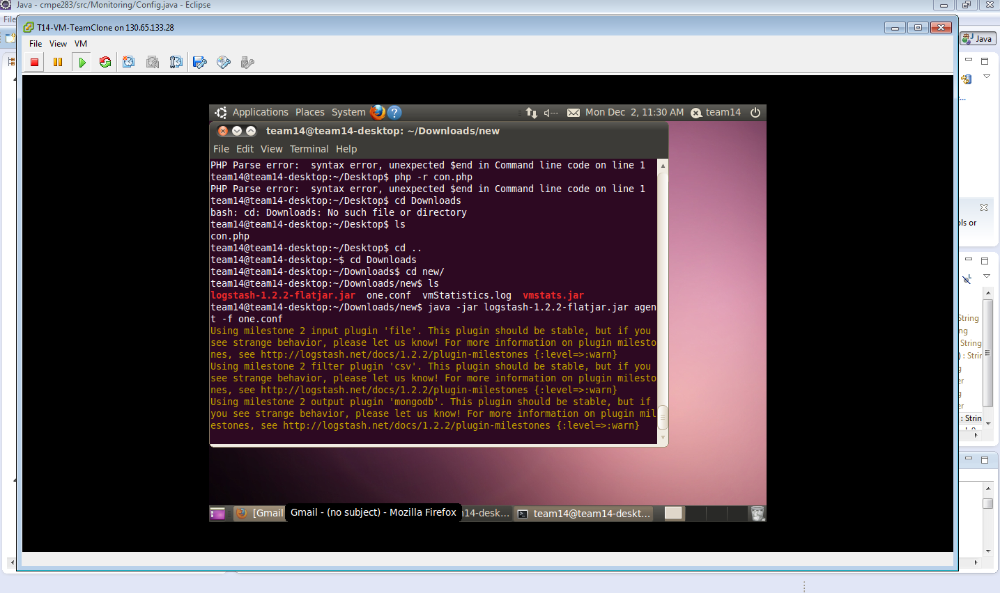 Java - cmpe283/src/Monitoring/Config.java - Eclipse
File
T14-VM-TeamClone on 130.65.133.28
File View VM
Java
Applications Places System ? Mon Dec 2, 11:30 AM team14
team14@team14-desktop: ~/Downloads/new
File Edit View Terminal Help
PHP Parse error:  syntax error, unexpected $end in Command line code on line 1
team14@team14-desktop:~/Desktop$ php -r con.php
PHP Parse error:  syntax error, unexpected $end in Command line code on line 1
team14@team14-desktop:~/Desktop$ cd Downloads
bash: cd: Downloads: No such file or directory
team14@team14-desktop:~/Desktop$ ls
con.php
team14@team14-desktop:~/Desktop$ cd ..
team14@team14-desktop:~$ cd Downloads
team14@team14-desktop:~/Downloads$ cd new/
team14@team14-desktop:~/Downloads/new$ ls
logstash-1.2.2-flatjar.jar  one.conf  vmStatistics.log  vmstats.jar
team14@team14-desktop:~/Downloads/new$ java -jar logstash-1.2.2-flatjar.jar agen
t -f one.conf
Using milestone 2 input plugin 'file'. This plugin should be stable, but if you
see strange behavior, please let us know! For more information on plugin milesto
nes, see http://logstash.net/docs/1.2.2/plugin-milestones {:level=>:warn}
Using milestone 2 filter plugin 'csv'. This plugin should be stable, but if you
see strange behavior, please let us know! For more information on plugin milesto
nes, see http://logstash.net/docs/1.2.2/plugin-milestones {:level=>:warn}
Using milestone 2 output plugin 'mongodb'. This plugin should be stable, but if
you see strange behavior, please let us know! For more information on plugin mil
estones, see http://logstash.net/docs/1.2.2/plugin-milestones {:level=>:warn}
[Gmail
Gmail - (no subject) - Mozilla Firefox
14-desk...
team14@team14-deskt...
ols or
String
ng
String
) : Strin
er
er
: Strin